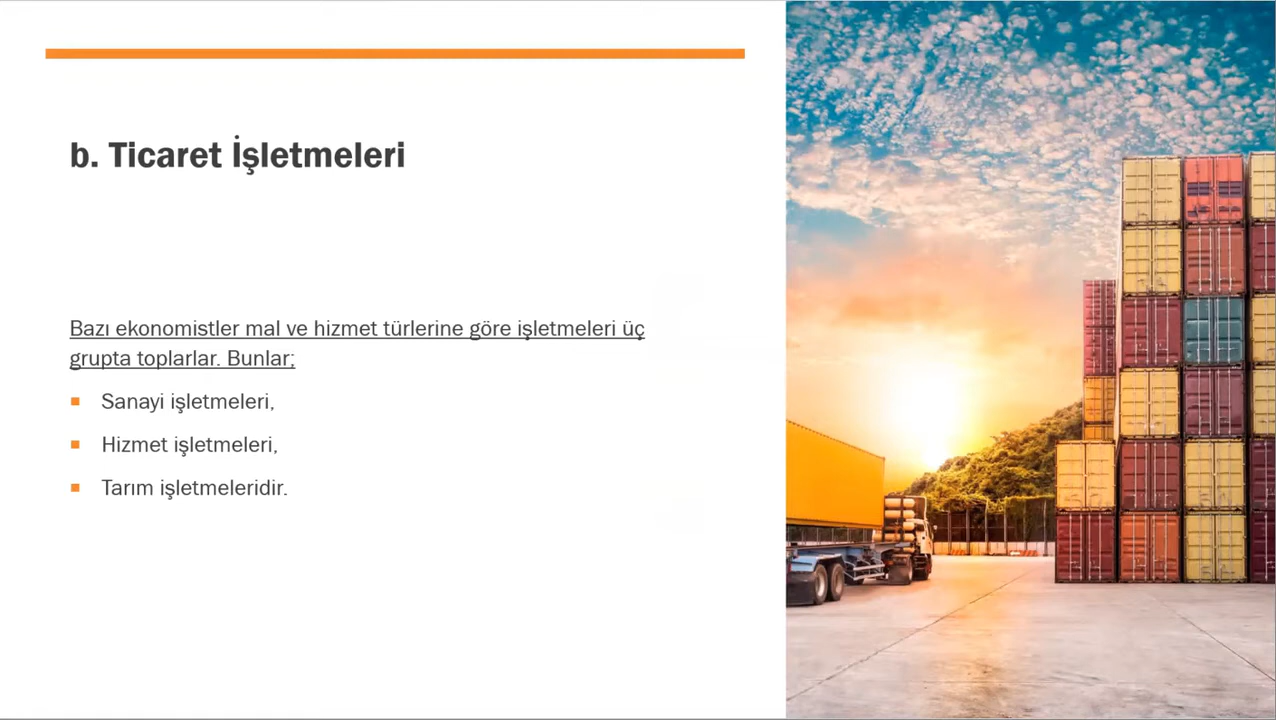 b. Ticaret İşletmeleri
Bazı ekonomistler mal ve hizmet türlerine göre işletmeleri üç
grupta toplarlar. Bunlar;
Sanayi işletmeleri,
Hizmet işletmeleri,
Tarım işletmeleridir.